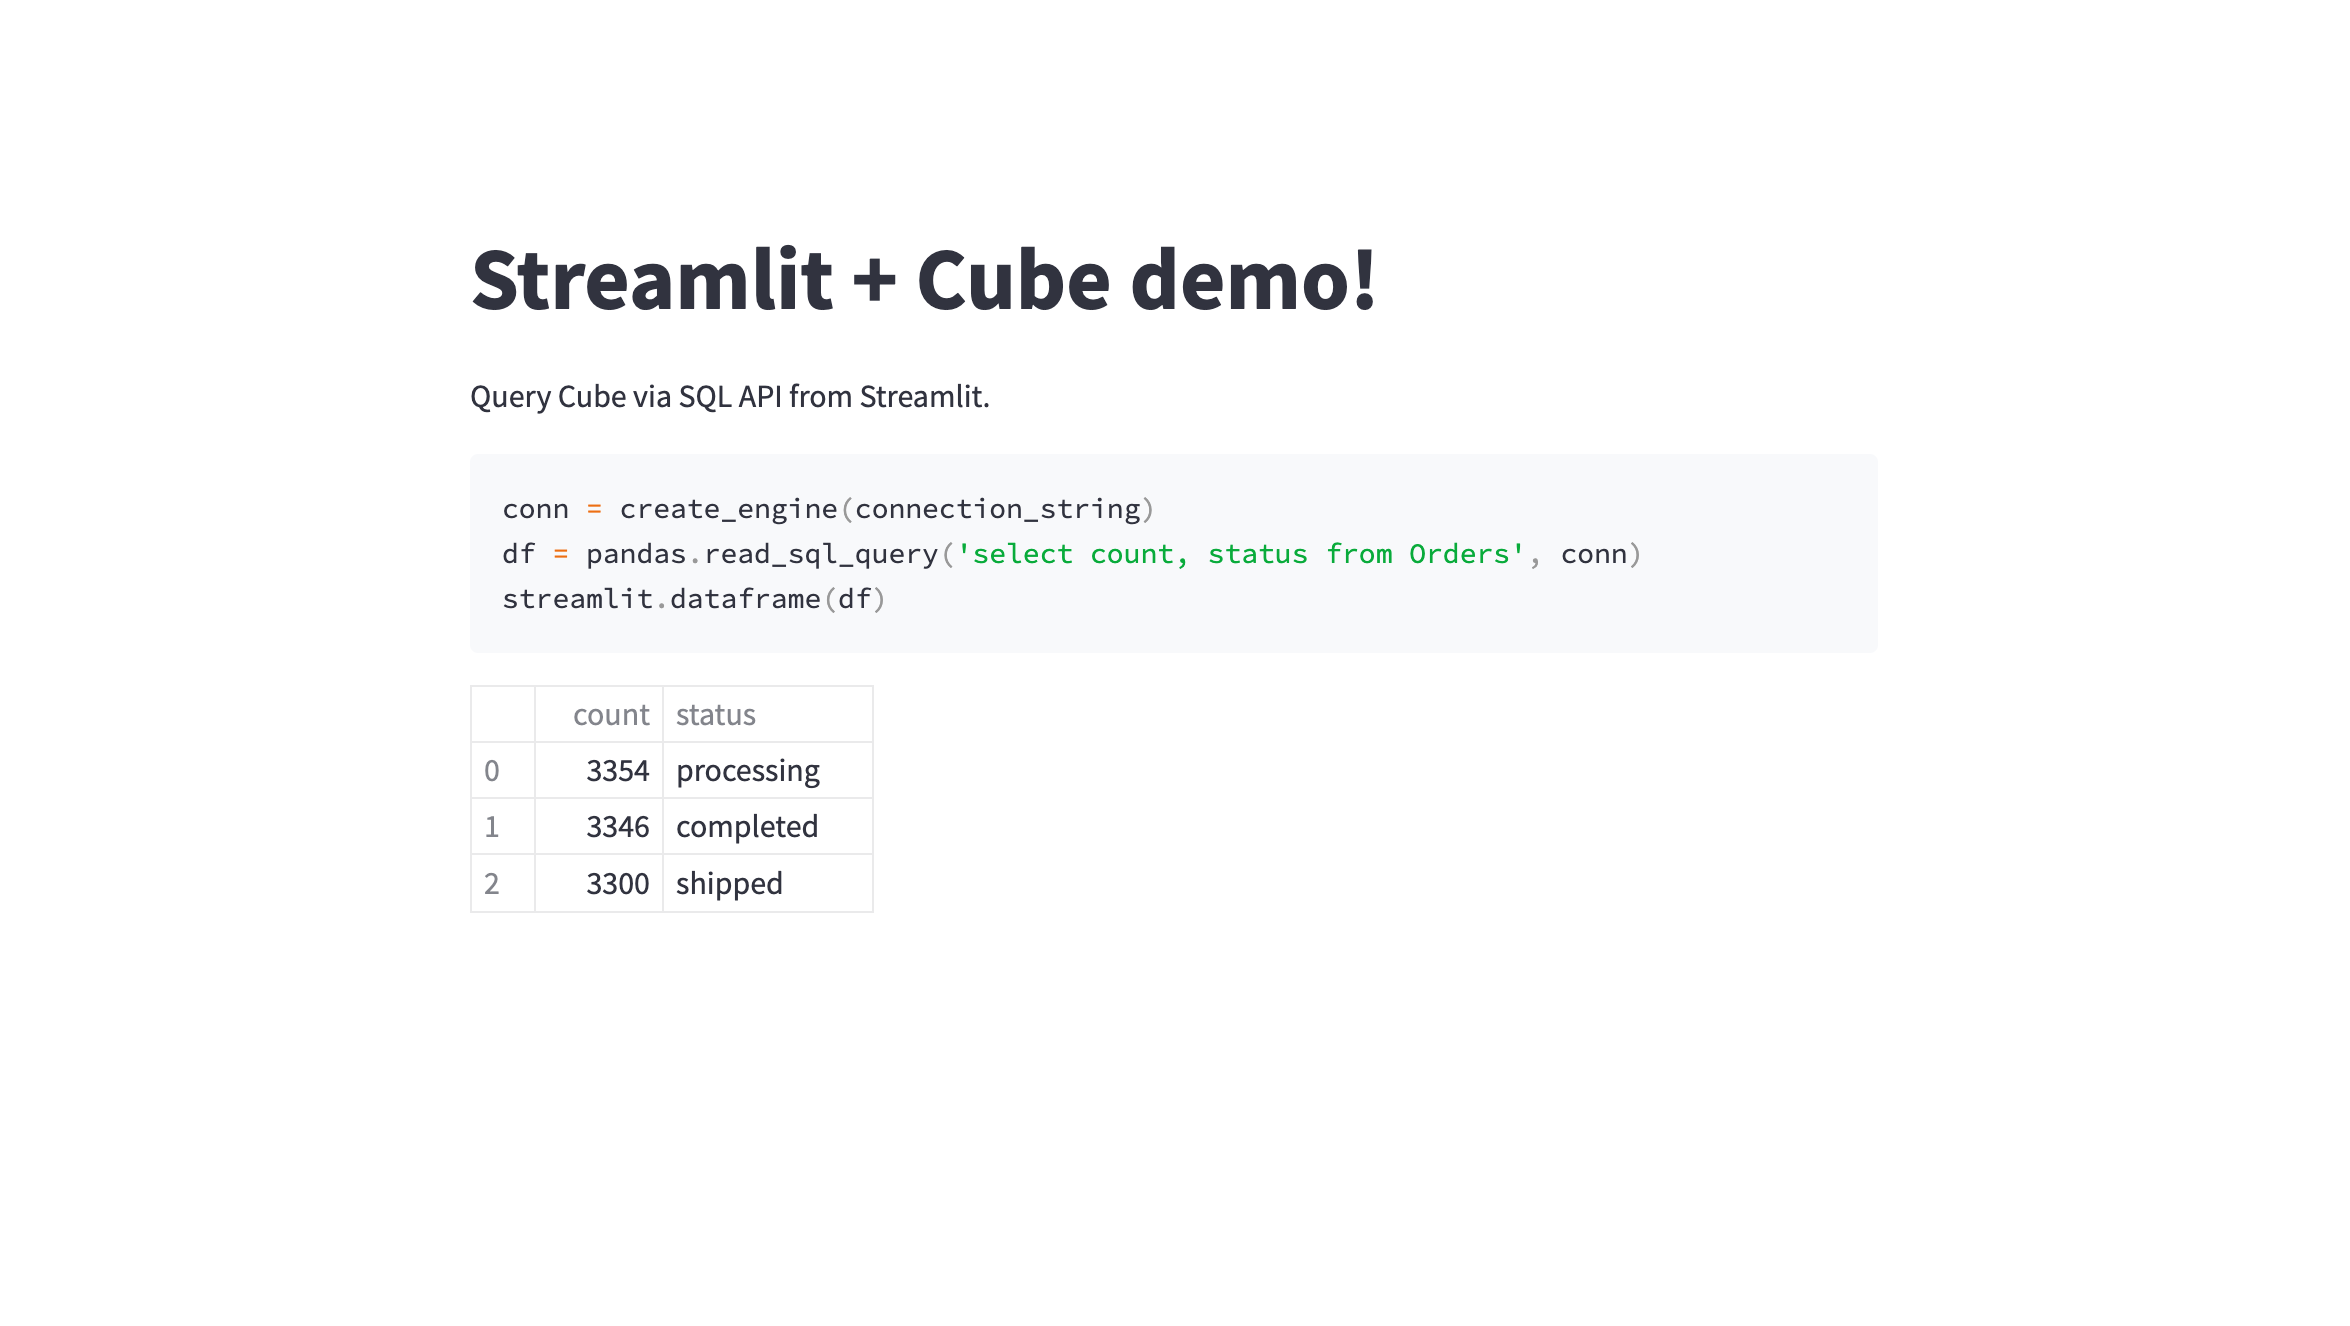 Streamlit + Cube demo!
Query Cube via SQL API from Streamlit.
conn = create_engine(connection_string)
df = pandas.read_sql_query('select count, status from Orders', conn)
streamlit.dataframe(df)
count status
0 3354 processing
1 3346 completed
2 3300 shipped